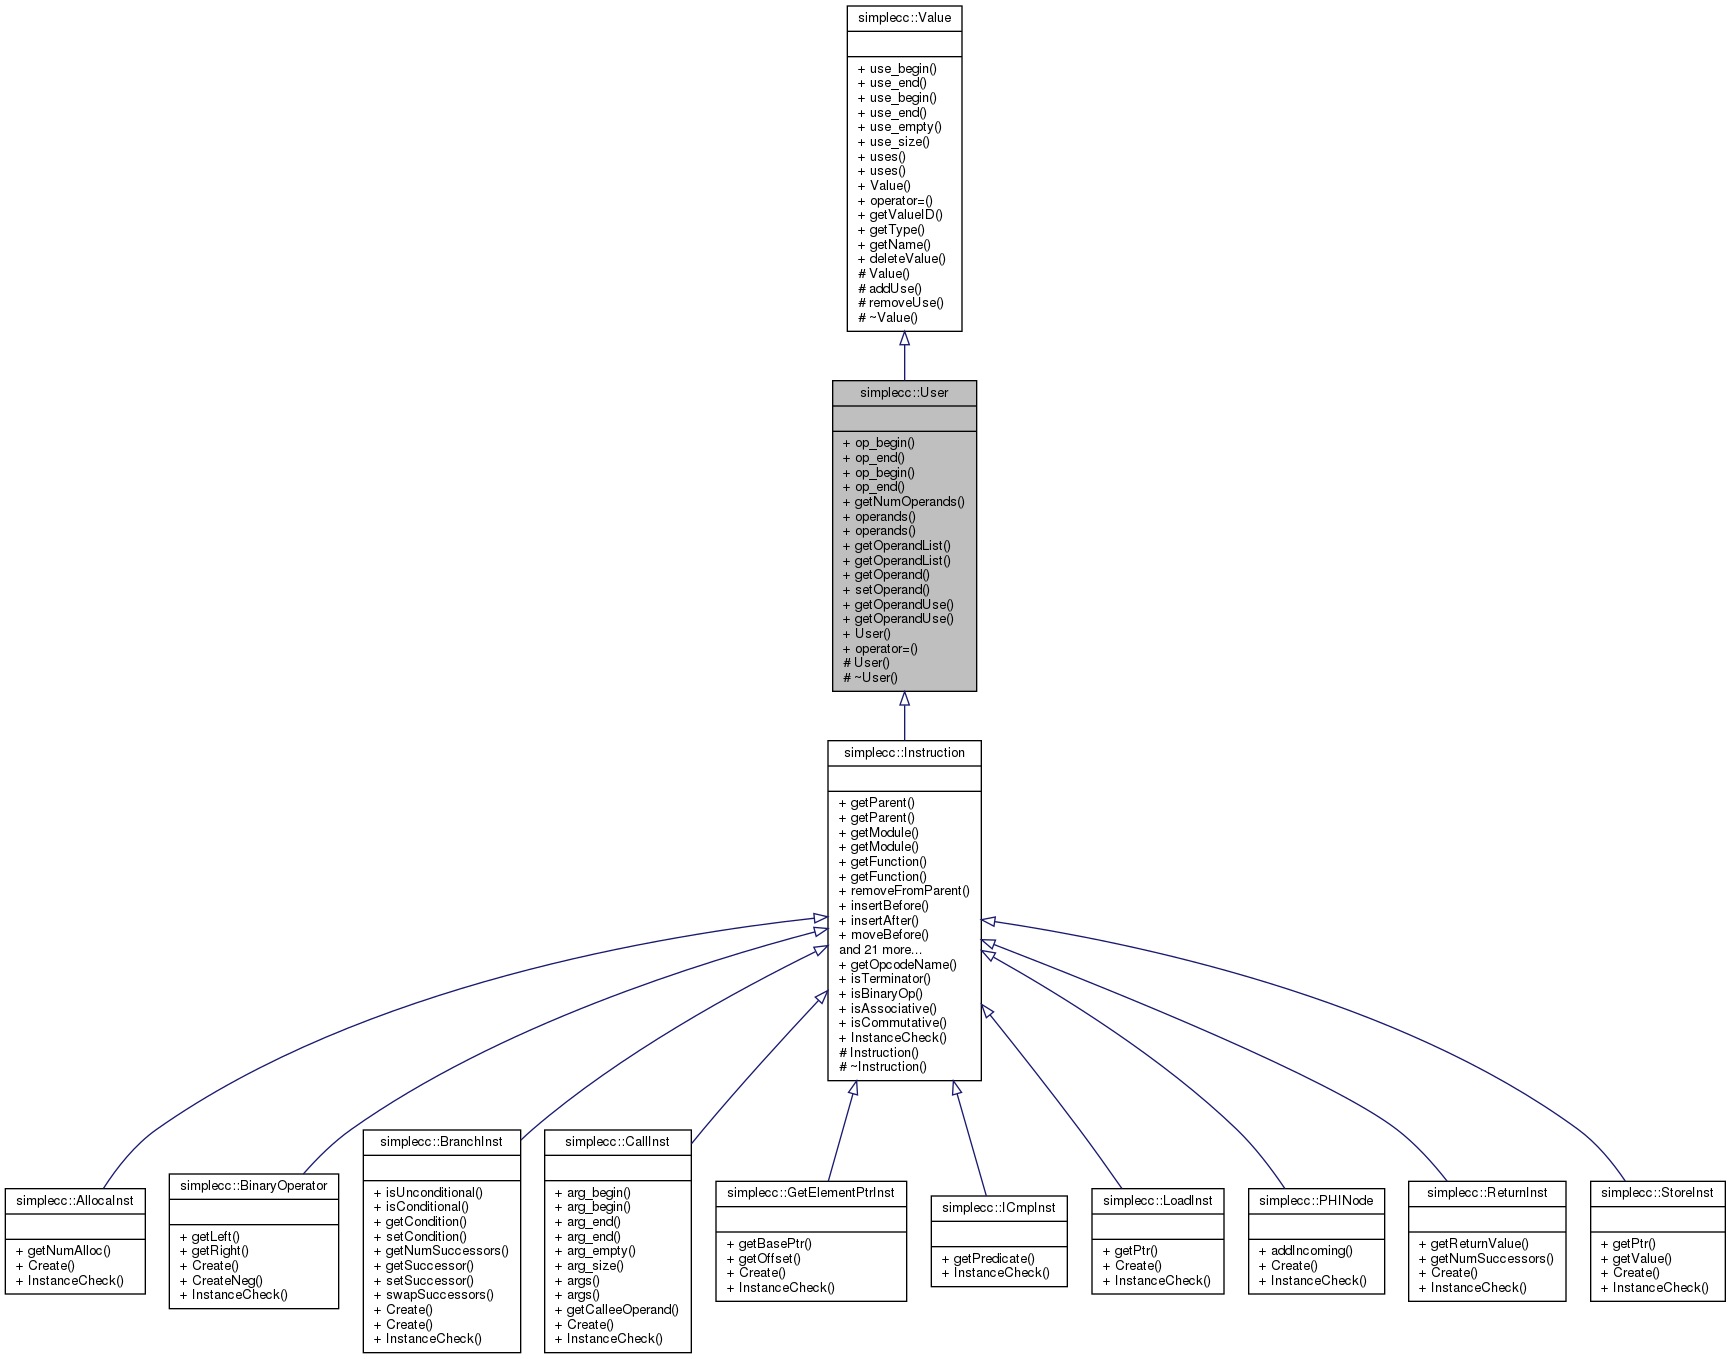 simplecc::Value
+ use_begin()
+ use_end()
+ use_begin()
+ use_end()
+ use_empty()
+ use_size()
+ uses()
+ uses()
+ Value()
+ operator=()
+ getValueID()
+ getType()
+ getName()
+ deleteValue()
# Value()
# addUse()
# removeUse()
# ~Value()
simplecc::User
+ op_begin()
+ op_end()
+ op_begin()
+ op_end()
+ getNumOperands()
+ operands()
+ operands()
+ getOperandList()
+ getOperandList()
+ getOperand()
+ setOperand()
+ getOperandUse()
+ getOperandUse()
+ User()
+ operator=()
# User()
# ~User()
simplecc::Instruction
+ getParent()
+ getParent()
+ getModule()
+ getModule()
+ getFunction()
+ getFunction()
+ removeFromParent()
+ insertBefore()
+ insertAfter()
+ moveBefore()
and 21 more...
+ getOpcodeName()
+ isTerminator()
+ isBinaryOp()
+ isAssociative()
+ isCommutative()
+ InstanceCheck()
# Instruction()
# ~Instruction()
simplecc::AllocaInst
+ getNumAlloc()
+ Create()
+ InstanceCheck()
simplecc::BinaryOperator
+ getLeft()
+ getRight()
+ Create()
+ CreateNeg()
+ InstanceCheck()
simplecc::BranchInst
+ isUnconditional()
+ isConditional()
+ getCondition()
+ setCondition()
+ getNumSuccessors()
+ getSuccessor()
+ setSuccessor()
+ swapSuccessors()
+ Create()
+ Create()
+ InstanceCheck()
simplecc::CallInst
+ arg_begin()
+ arg_begin()
+ arg_end()
+ arg_end()
+ arg_empty()
+ arg_size()
+ args()
+ args()
+ getCalleeOperand()
+ Create()
+ InstanceCheck()
simplecc::GetElementPtrInst
+ getBasePtr()
+ getOffset()
+ Create()
+ InstanceCheck()
simplecc::ICmpInst
+ getPredicate()
+ InstanceCheck()
simplecc::LoadInst
+ getPtr()
+ Create()
+ InstanceCheck()
simplecc::PHINode
+ addIncoming()
+ Create()
+ InstanceCheck()
simplecc::ReturnInst
+ getReturnValue()
+ getNumSuccessors()
+ Create()
+ InstanceCheck()
simplecc::StoreInst
+ getPtr()
+ getValue()
+ Create()
+ InstanceCheck()